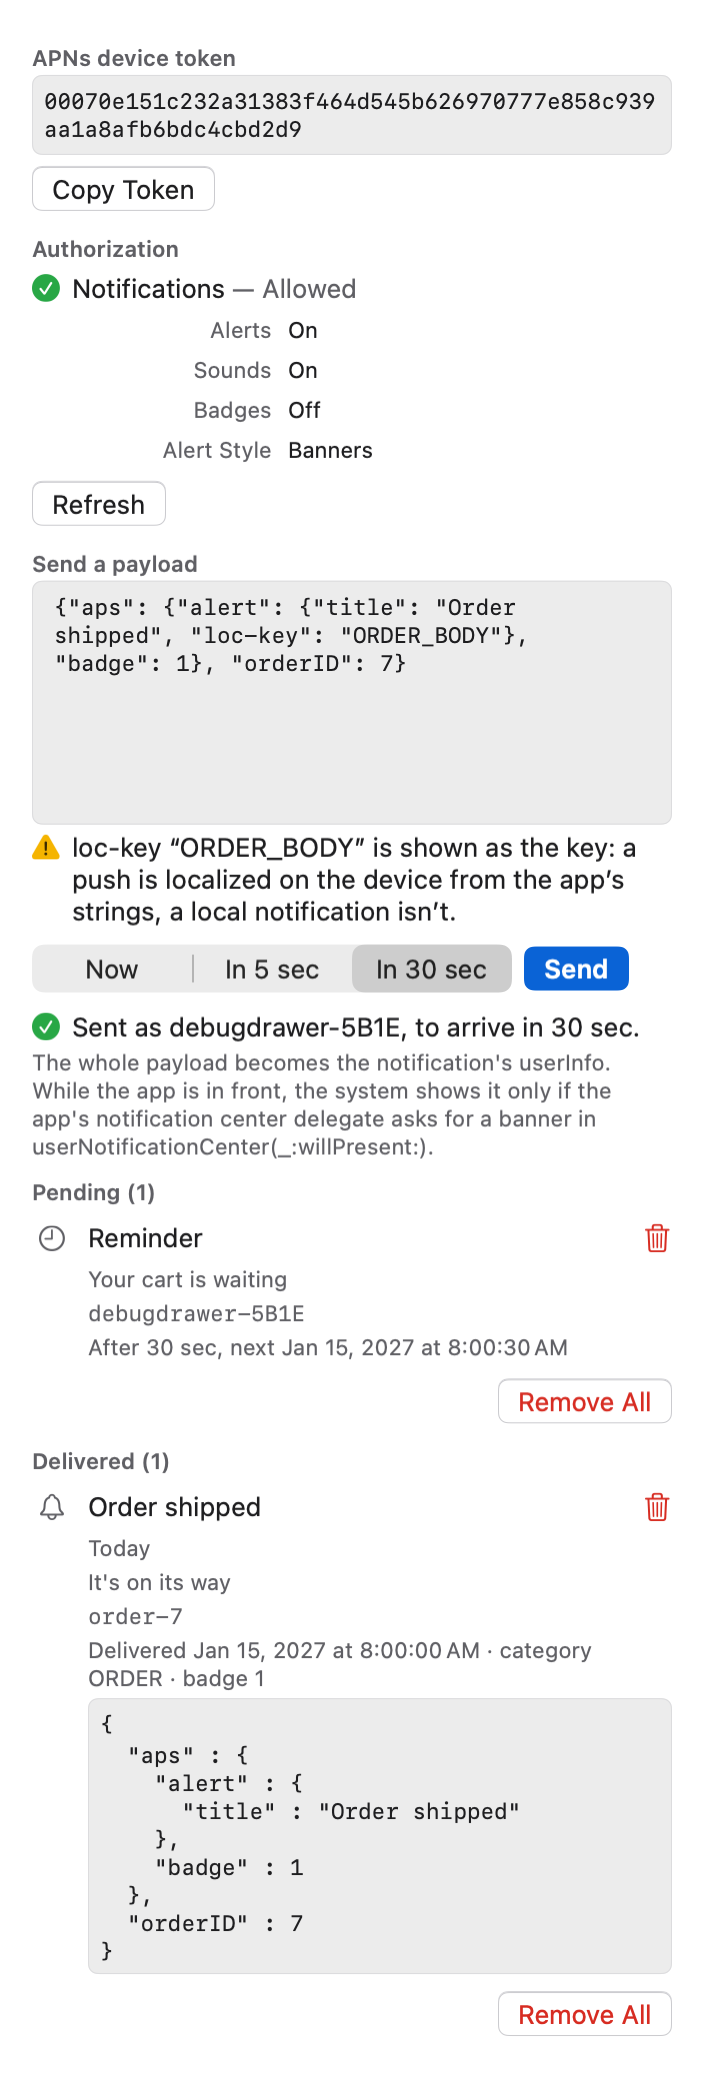 APNs device token
00070e151c232a31383f464d545b626970777e858c939
aa1a8afb6bdc4cbd2d9
Copy Token
Authorization
Notifications — Allowed
Alerts On
Sounds On
Badges Off
Alert Style Banners
Refresh
Send a payload
{"aps": {"alert": {"title": "Order
shipped", "loc-key": "ORDER_BODY"},
"badge": 1}, "orderID": 7}
loc-key “ORDER_BODY” is shown as the key: a
push is localized on the device from the app’s
strings, a local notification isn’t.
Now In 5 sec In 30 sec Send
Sent as debugdrawer-5B1E, to arrive in 30 sec.
The whole payload becomes the notification's userInfo.
While the app is in front, the system shows it only if the
app's notification center delegate asks for a banner in
userNotificationCenter(_:willPresent:).
Pending (1)
Reminder
Your cart is waiting
debugdrawer-5B1E
After 30 sec, next Jan 15, 2027 at 8:00:30 AM
Remove All
Delivered (1)
Order shipped
Today
It's on its way
order-7
Delivered Jan 15, 2027 at 8:00:00 AM · category
ORDER · badge 1
{
"aps" : {
"alert" : {
"title" : "Order shipped"
},
"badge" : 1
},
"orderID" : 7
}
Remove All